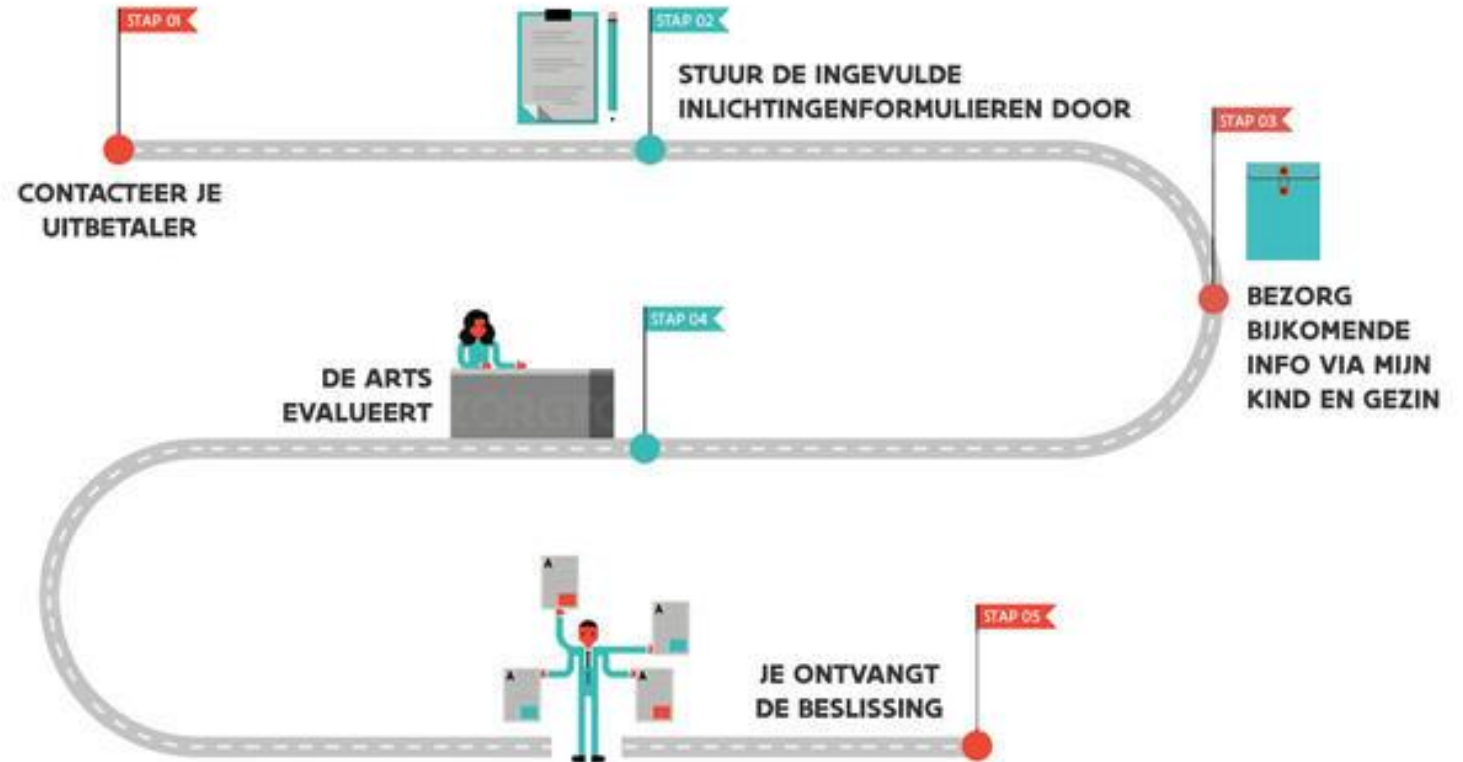 STAP 01
CONTACTEER JE
UITBETALER
STAP 02
STUUR DE INGEVULDE
INLICHTINGENFORMULIEREN DOOR
STAP 03
BEZORG
BIJKOMENDE
INFO VIA MIJN
KIND EN GEZIN
STAP 04
DE ARTS
EVALUEERT
A
A
A
A
STAP 05
JE ONTVANGT
DE BESLISSING